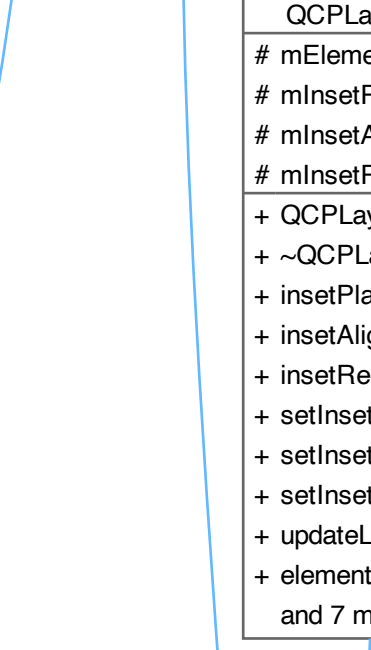 QCPLa
# mEleme
# mInsetF
# mInsetA
# mInsetF
+ QCPLay
+ ~QCPLa
+ insetPla
+ insetAlig
+ insetRe
+ setInset
+ setInset
+ setInset
+ updateL
+ element
and 7 m